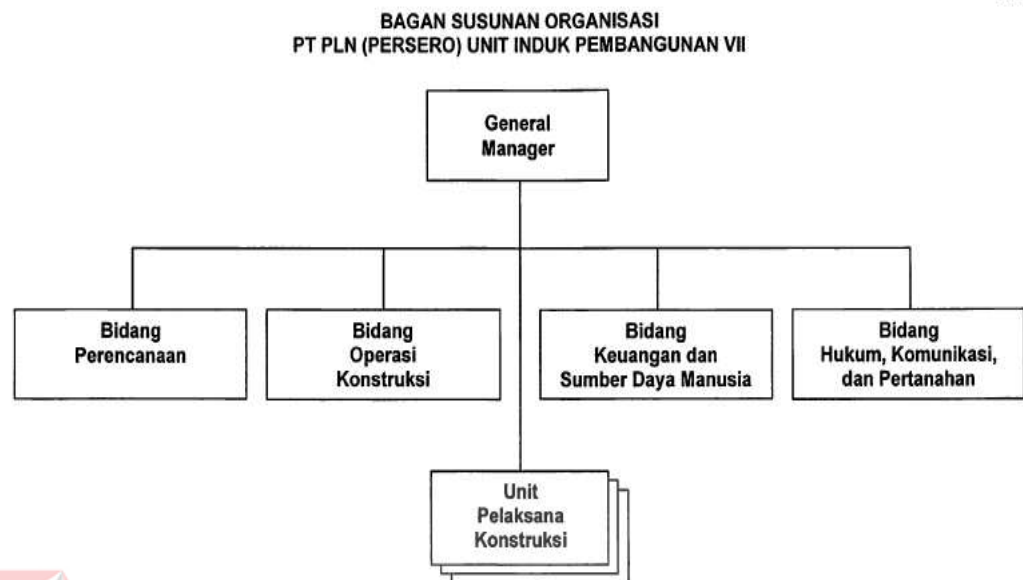 BAGAN SUSUNAN ORGANISASI
PT PLN (PERSERO) UNIT INDUK PEMBANGUNAN VII
General
Manager
Bidang
Perencanaan
Bidang
Operasi
Konstruksi
Bidang
Keuangan dan
Sumber Daya Manusia
Bidang
Hukum, Komunikasi,
dan Pertanahan
Unit
Pelaksana
Konstruksi